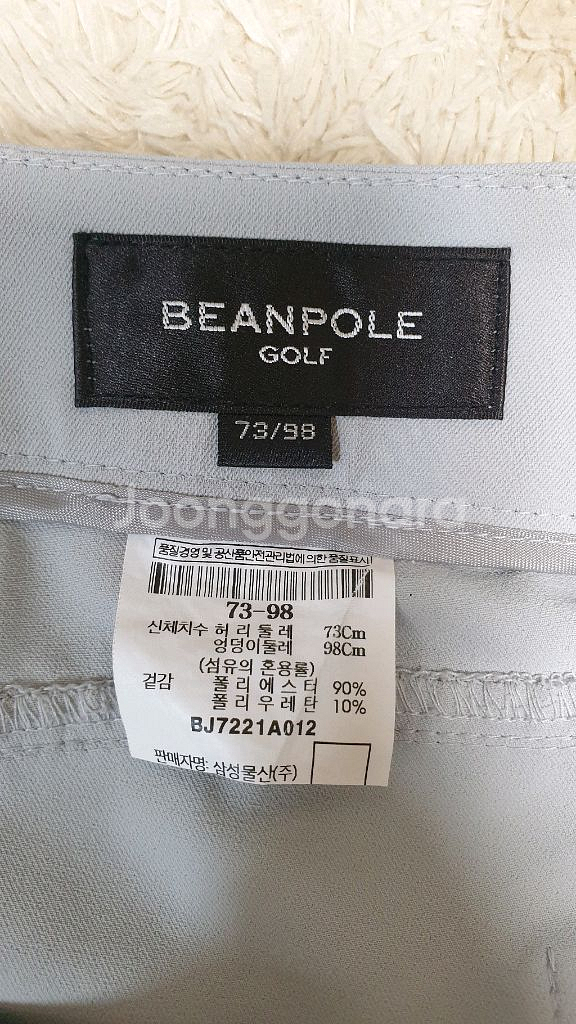 BEANPOLE
GOLF
73/98
Joonggonara
품질경영 및 공산품안전관리법에의한 품질표시
73-98
신체치수 허리둘레 73Cm
엉덩이둘레 98Cm
(섬유의 혼용률)
겉감 폴리에스터 90%
폴리우레탄 10%
BJ7221A012
판매자명: 삼성물산(주)